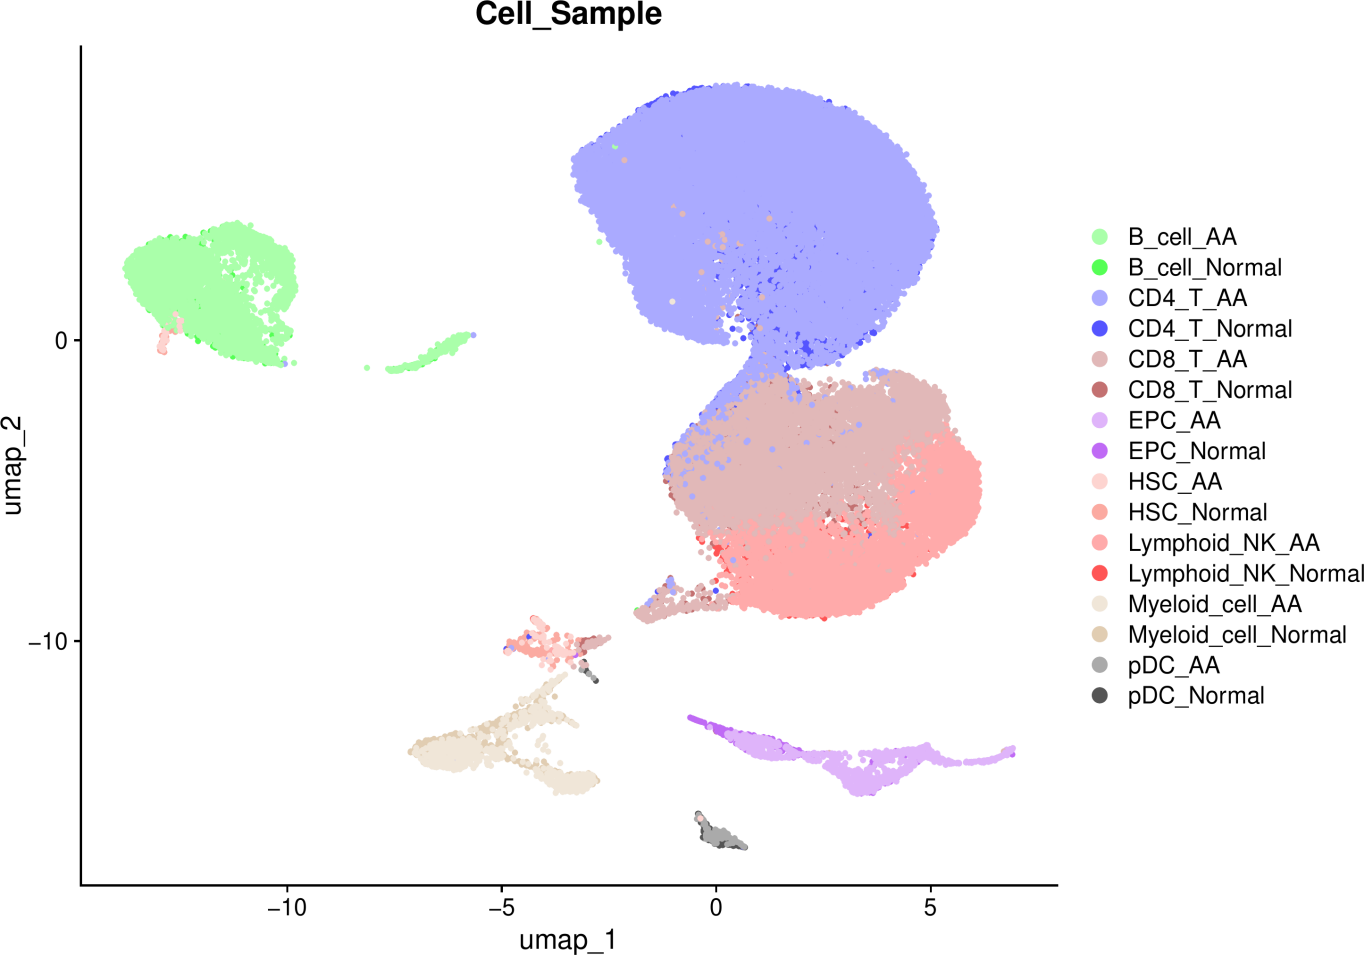 Cell_Sample
umap_2
0
−10
−10
−5
0
5
umap_1
B_cell_AA
B_cell_Normal
CD4_T_AA
CD4_T_Normal
CD8_T_AA
CD8_T_Normal
EPC_AA
EPC_Normal
HSC_AA
HSC_Normal
Lymphoid_NK_AA
Lymphoid_NK_Normal
Myeloid_cell_AA
Myeloid_cell_Normal
pDC_AA
pDC_Normal